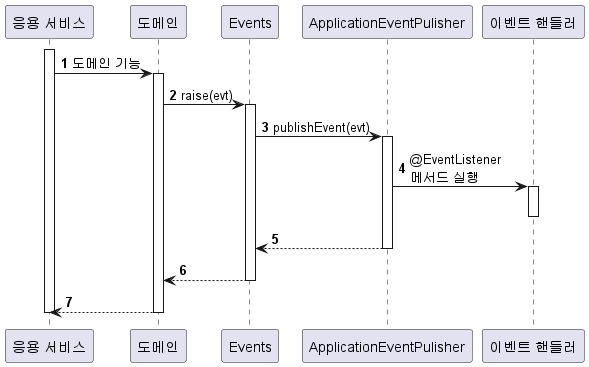 응용 서비스
도메인
Events
ApplicationEventPulisher
이벤트 핸들러
1 도메인 기능
2 raise(evt)
3 publishEvent(evt)
4 @EventListener
메서드 실행
5
6
7
응용 서비스
도메인
Events
ApplicationEventPulisher
이벤트 핸들러